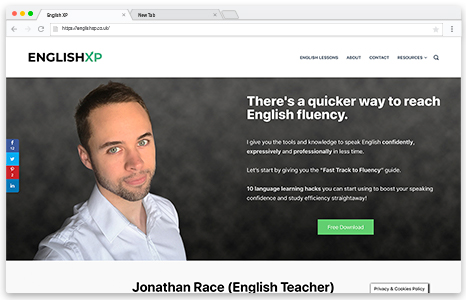 English XP
New Tab
https://englishxp.co.uk/
ENGLISHXP
ENGLISH LESSONS ABOUT CONTACT RESOURCES
There's a quicker way to reach
English fluency.
I give you the tools and knowledge to speak English confidently,
expressively and professionally in less time.
Let's start by giving you the "Fast Track to Fluency" guide.
10 language learning hacks you can start using to boost your speaking
confidence and study efficiency straightaway!
Free Download
Jonathan Race (English Teacher)
Privacy & Cookies Policy